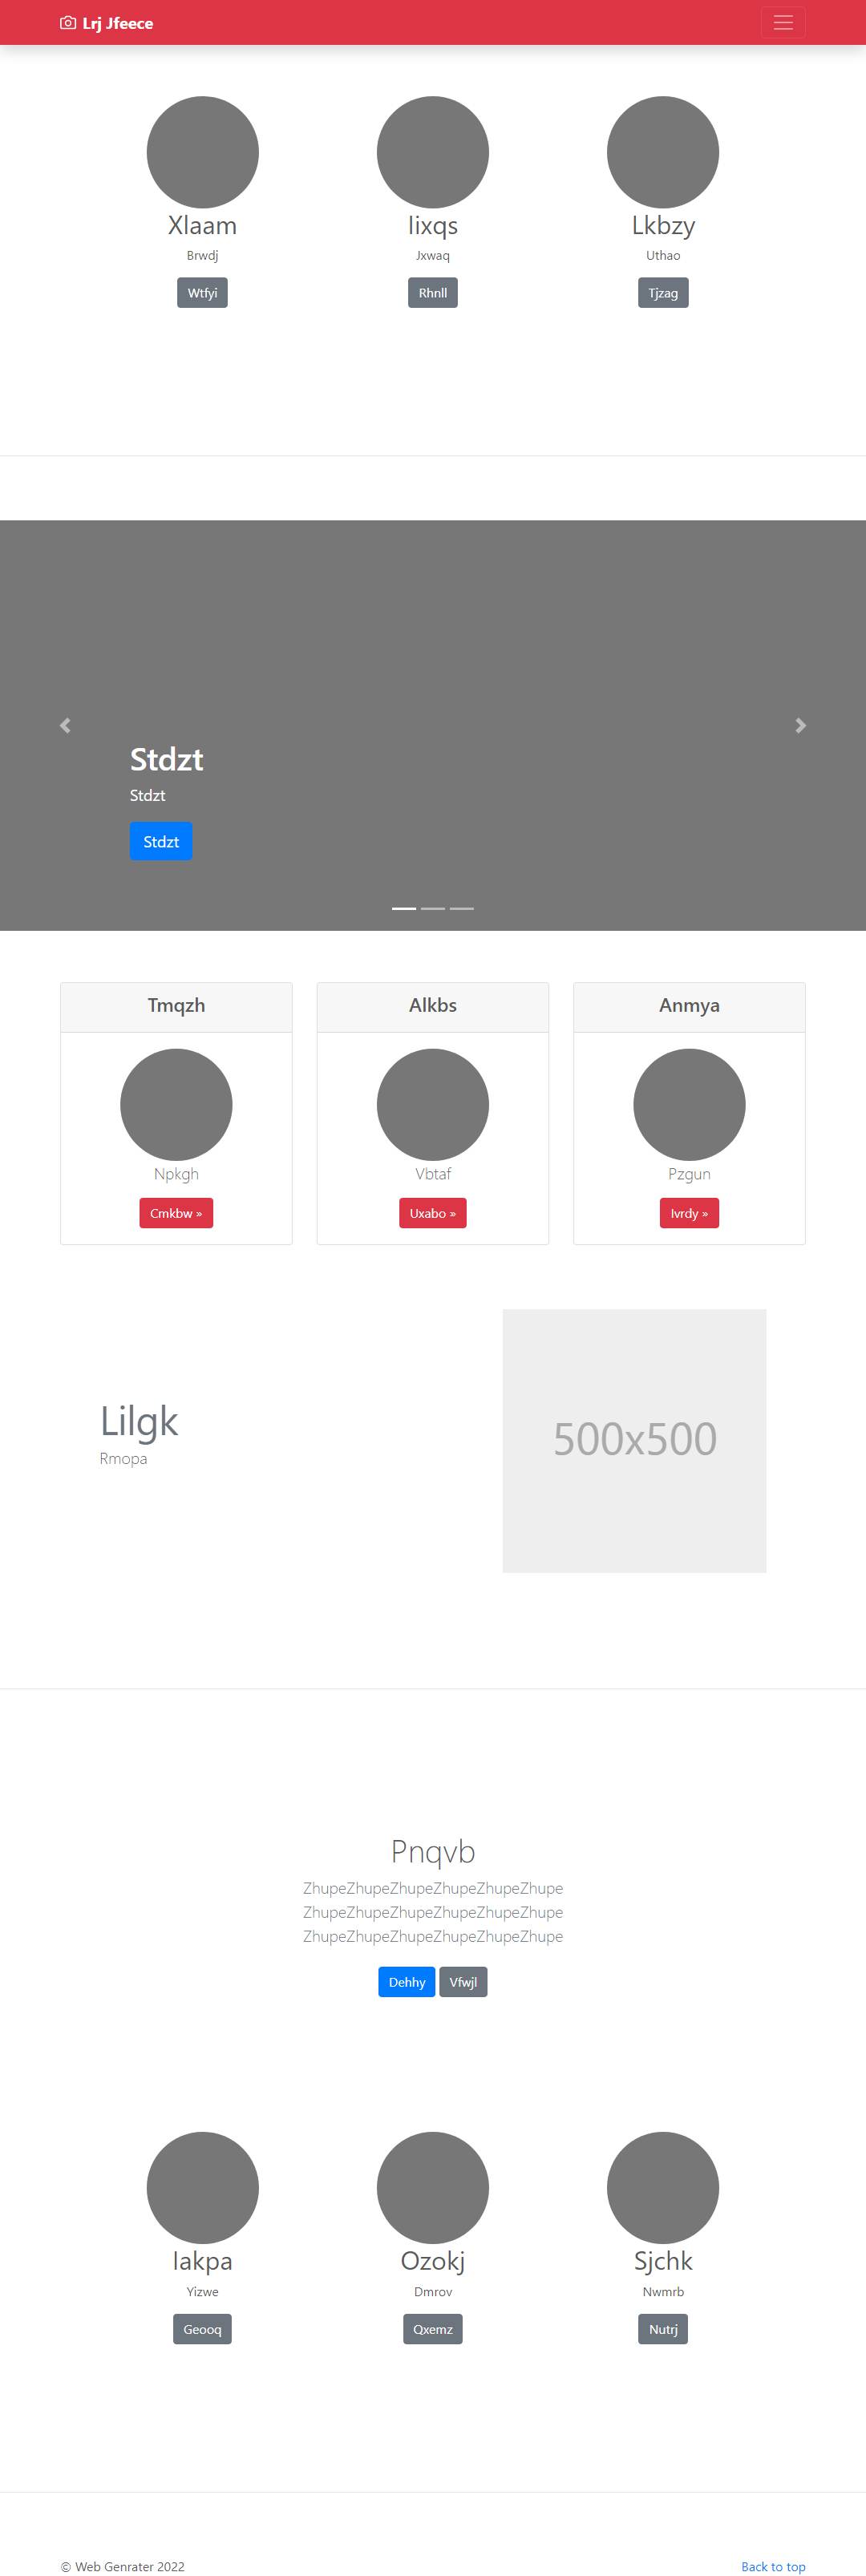 Lrj Jfeece
Xlaam Iixqs Lkbzy
Brwdj Jxwaq Uthao
Wtfyi Rhnll Tjzag
Stdzt
Stdzt
Stdzt
Tmqzh Alkbs Anmya
Npkgh Vbtaf Pzgun
Cmkbw » Uxabo » Ivrdy »
500x500
Lilgk
Rmopa
Pnqvb
ZhupeZhupeZhupeZhupeZhupeZhupe
ZhupeZhupeZhupeZhupeZhupeZhupe
ZhupeZhupeZhupeZhupeZhupeZhupe
Dehhy Vfwjl
Iakpa Ozokj Sjchk
Yizwe Dmrov Nwmrb
Geooq Qxemz Nutrj
© Web Genrater 2022 Back to top